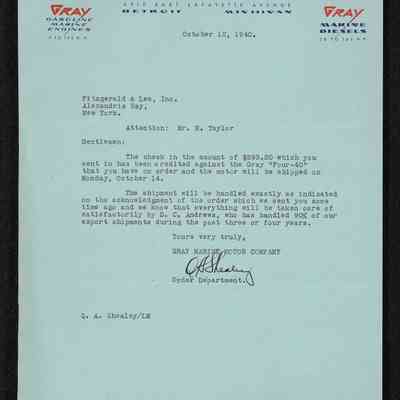 GRAY
GASOLINE
MARINE
ENGINES
EAST LAFAYETTE AVENUE
DETROIT MICHIGAN
GRAY
MARINE
DIESELS
October 12, 1940.
Fitzgerald & Lee, Inc.
Alexandria Bay,
New York.
Attention: Mr. N. Taylor
Gentlemen:
The check in the amount of which you
sent in has been credited against the Gray "Four-40"
that you have on order and the motor will be shipped on
Monday, October 14.
The shipment will be handled exactly as indicated
on the acknowledgment of the order which we sent you some
time ago and we know that everything will be taken care of
satisfactorily by D. C. Andrews, who has handled 90% of our
export shipments during the past three or four years.
Yours very truly,
GRAY MARINE MOTOR COMPANY
Shealey
Order Department.
A. Shealey/LM